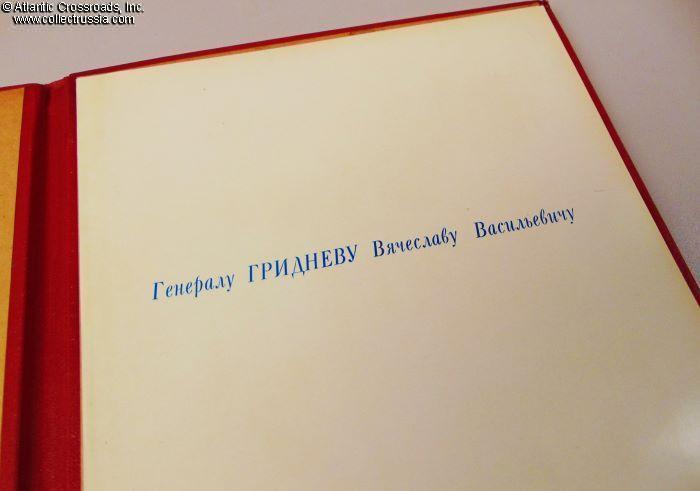 © Atlantic Crossroads, Inc.
www.collectrussia.com
Генералу ГРИДНЕВУ Вячеславу Васильевичу